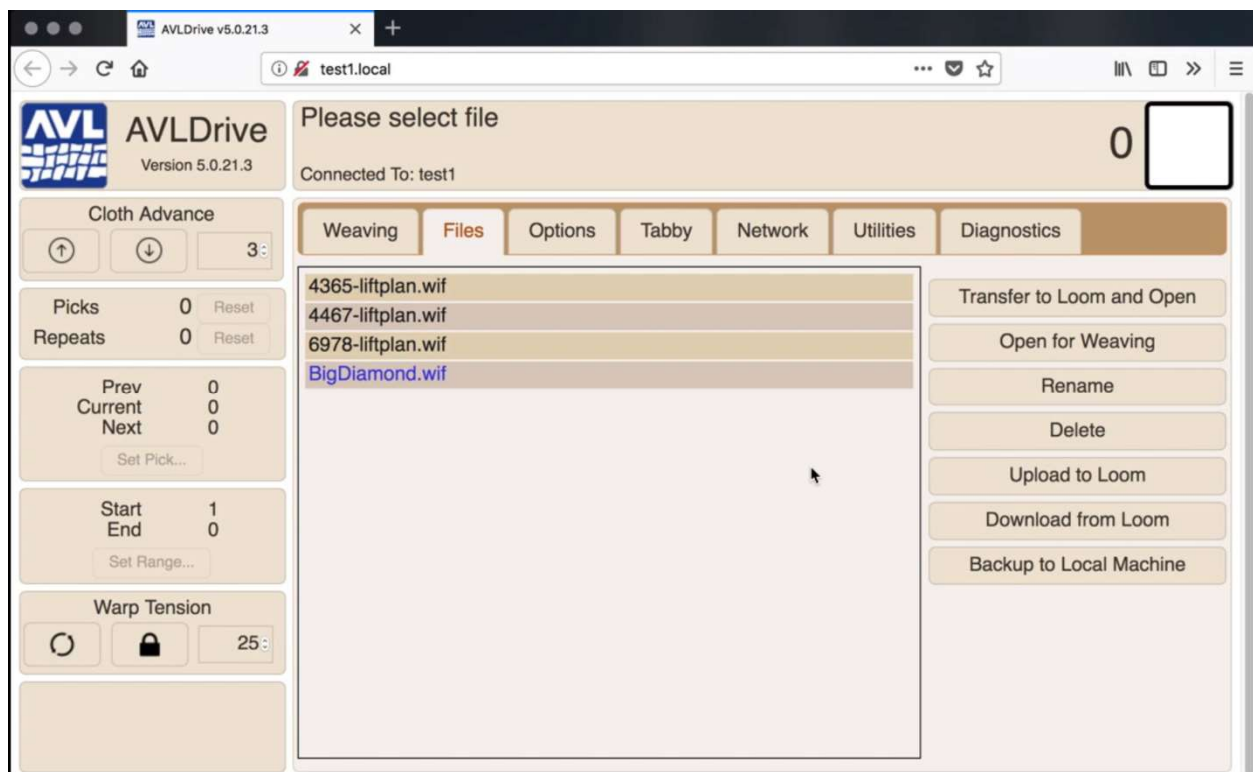 AVLDrive v5.0.21.3
test1.local
AVL
AVLDrive
Version 5.0.21.3
Please select file
Connected To: test1
0
Cloth Advance
3
Picks 0 Reset
Repeats 0 Reset
Prev 0
Current 0
Next 0
Set Pick...
Start 1
End 0
Set Range...
Warp Tension
25
Weaving Files Options Tabby Network Utilities Diagnostics
4365-liftplan.wif
4467-liftplan.wif
6978-liftplan.wif
BigDiamond.wif
Transfer to Loom and Open
Open for Weaving
Rename
Delete
Upload to Loom
Download from Loom
Backup to Local Machine